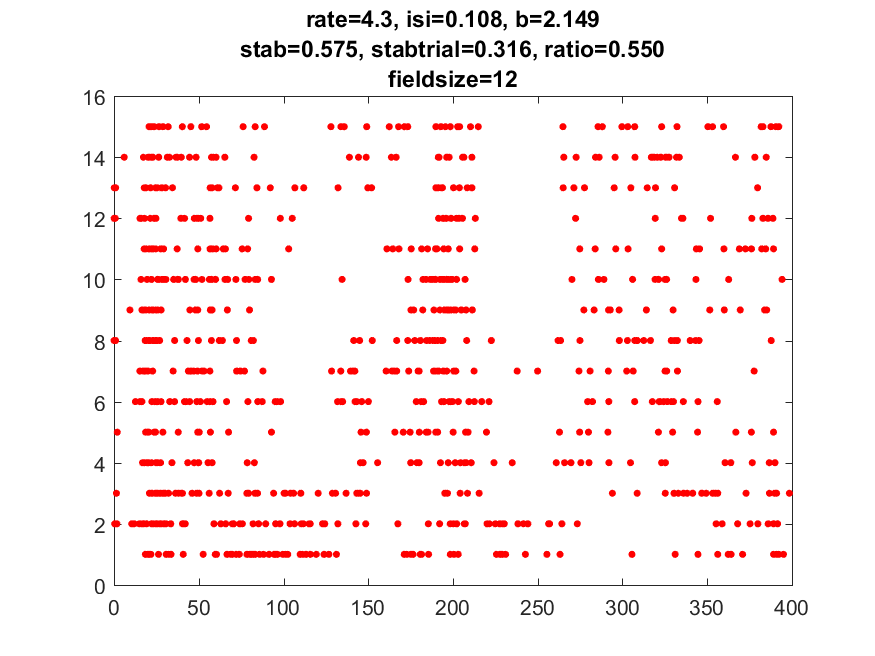 rate=4.3, isi=0.108, b=2.149
stab=0.575, stabtrial=0.316, ratio=0.550
fieldsize=12
16
14
12
10
8
6
4
2
0
0 50 100 150 200 250 300 350 400